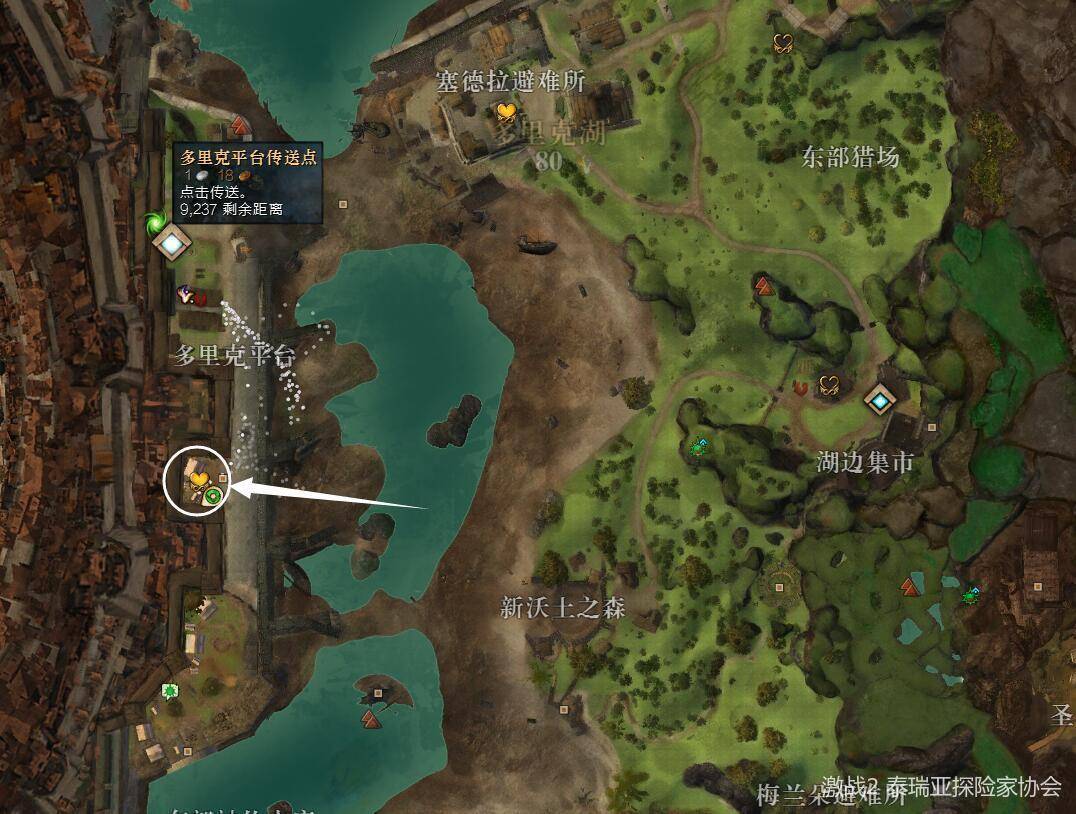 塞德拉避难所
多里克湖
80
东部猎场
多里克平台传送点
1 18
点击传送。
9,237 剩余距离
多里克平台
湖边集市
新沃土之森
圣
梅兰朵避难所
激战2 泰瑞亚探险家协会